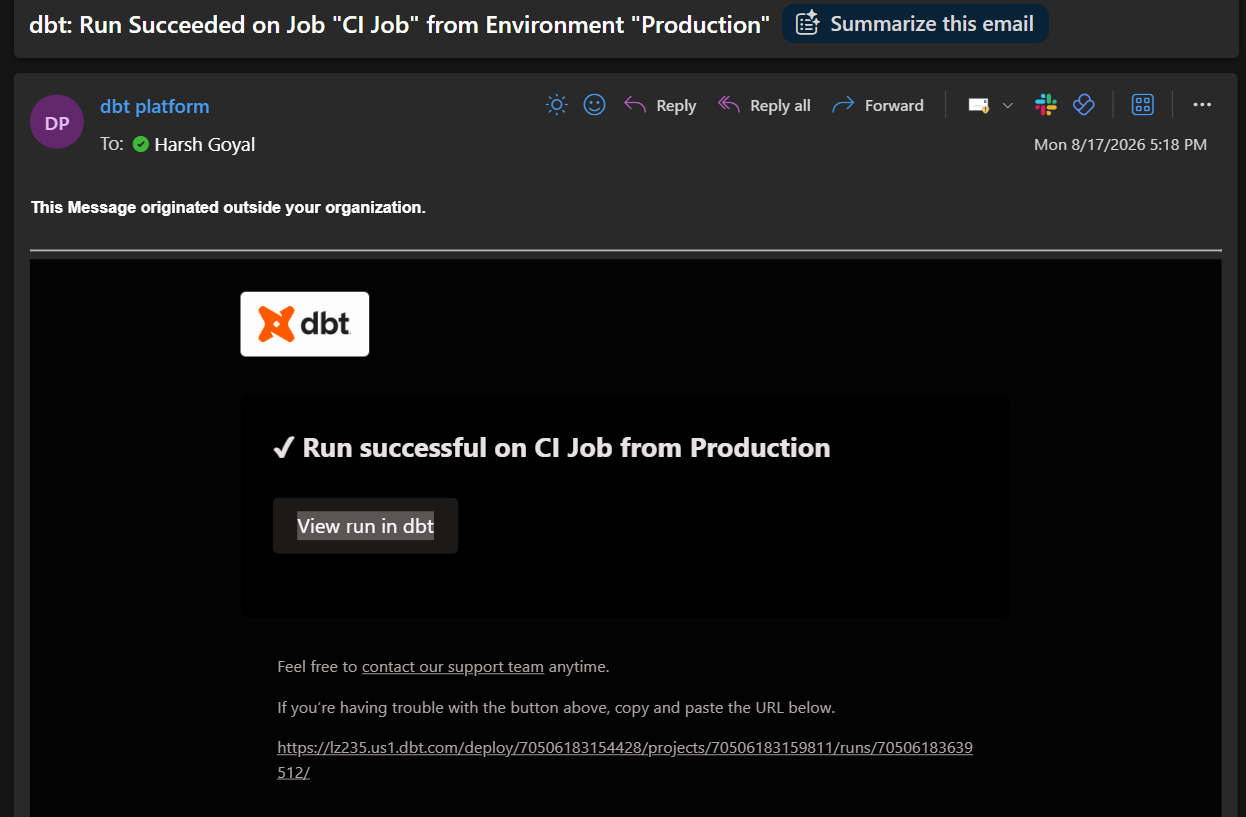 dbt: Run Succeeded on Job "CI Job" from Environment "Production" Summarize this email
DP
dbt platform
Reply Reply all Forward
To: Harsh Goyal
Mon 8/17/2026 5:18 PM
This Message originated outside your organization.
dbt
Run successful on CI Job from Production
View run in dbt
Feel free to contact our support team anytime.
If you’re having trouble with the button above, copy and paste the URL below.
https://lz235.us1.dbt.com/deploy/70506183154428/projects/70506183159811/runs/70506183639
512/